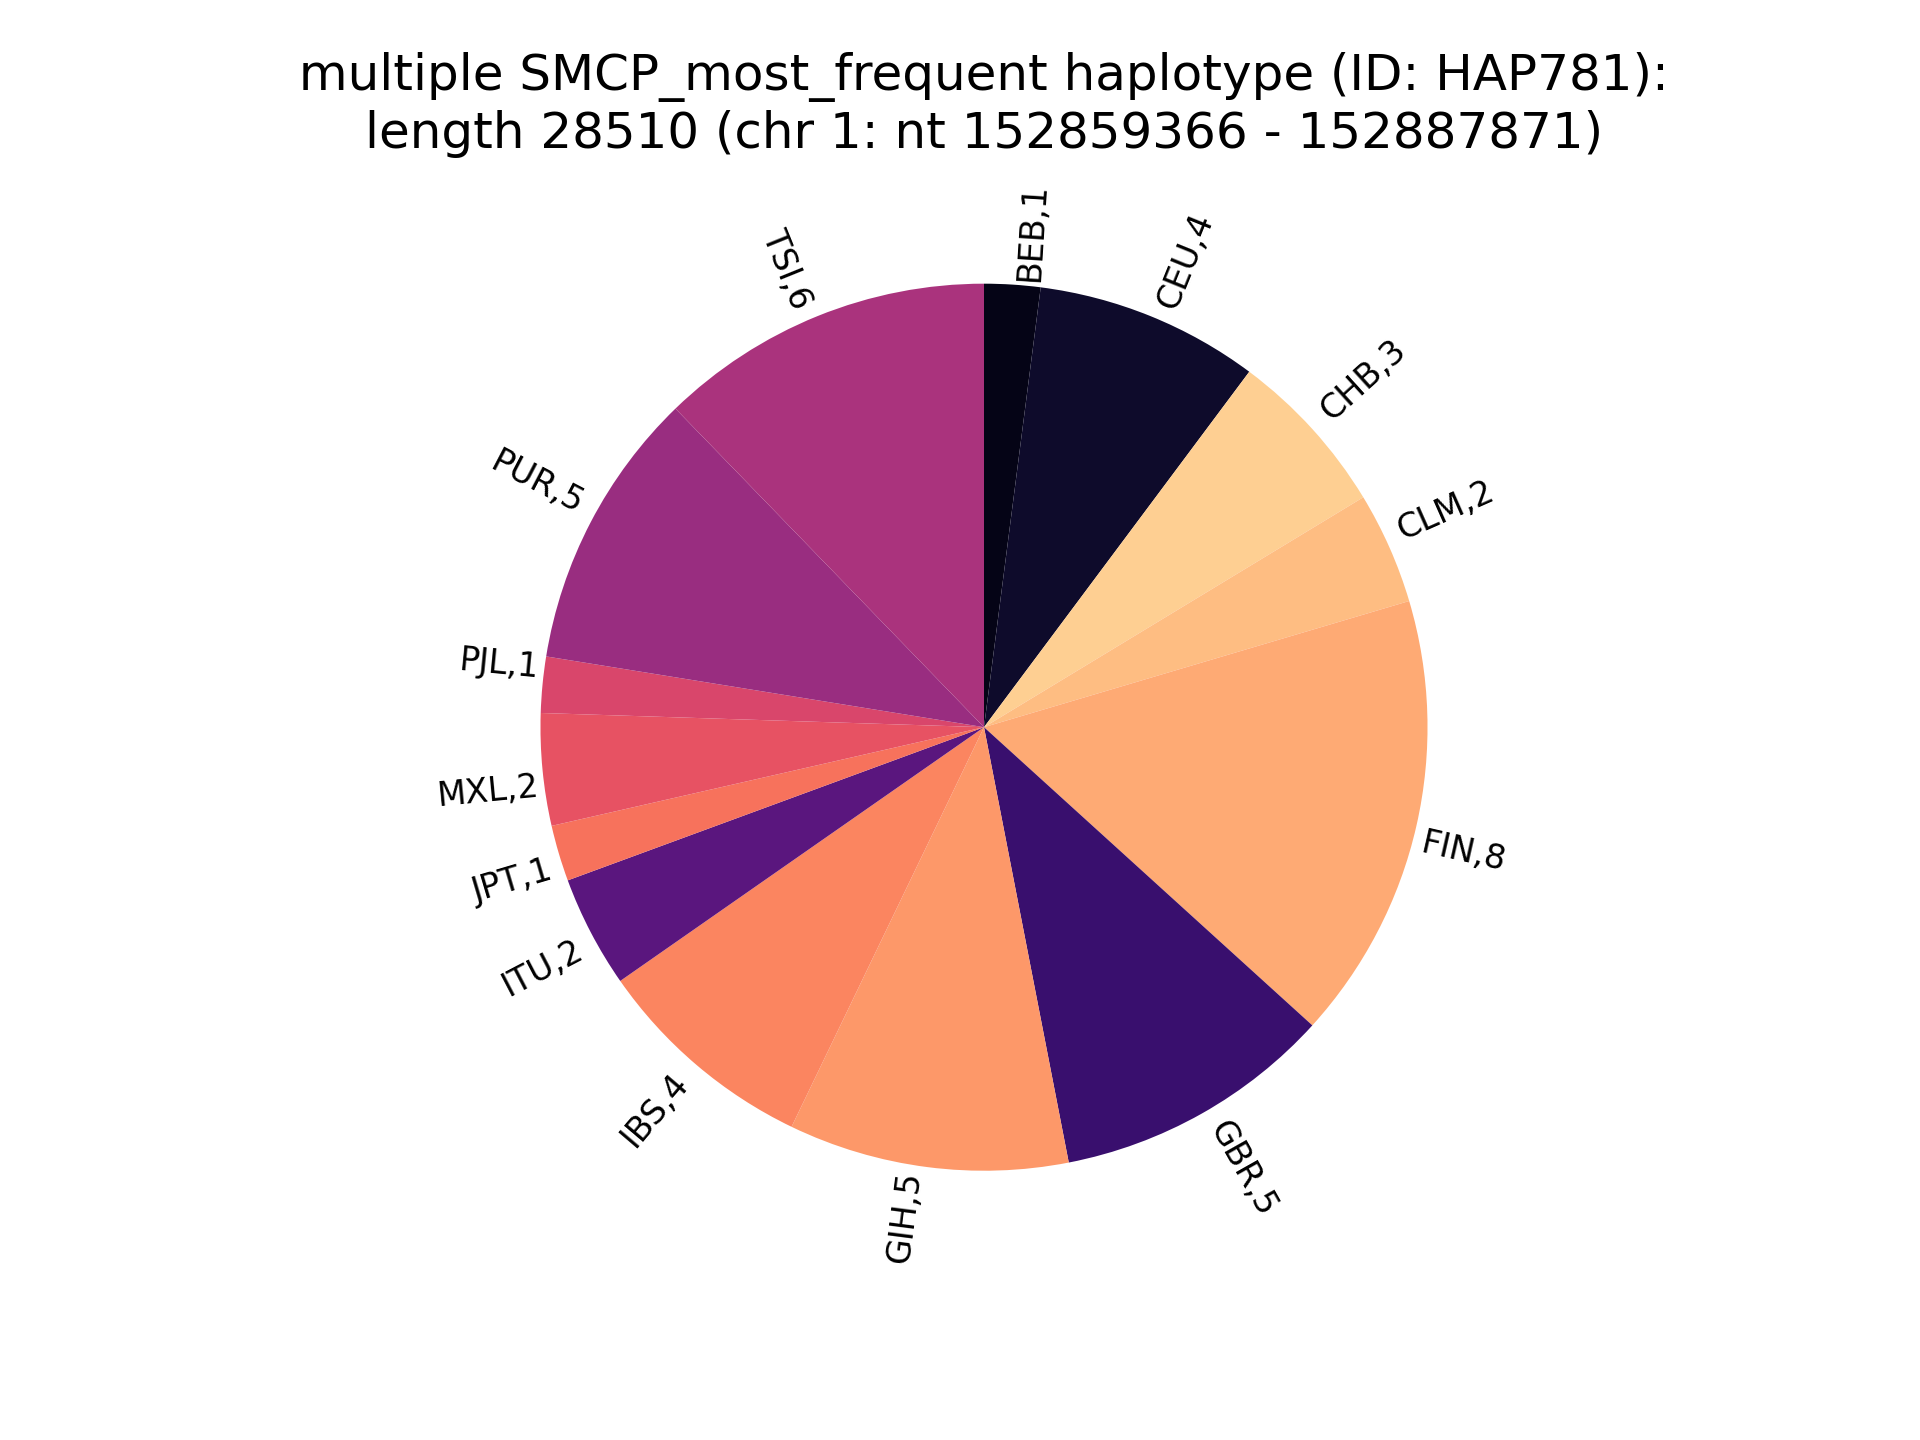 multiple SMCP_most_frequent haplotype (ID: HAP781):
length 28510 (chr 1: nt 152859366 - 152887871)
BEB,1
CEU,4
CHB,3
CLM,2
FIN,8
GBR,5
GIH,5
IBS,4
ITU,2
JPT,1
MXL,2
PJL,1
PUR,5
TSI,6